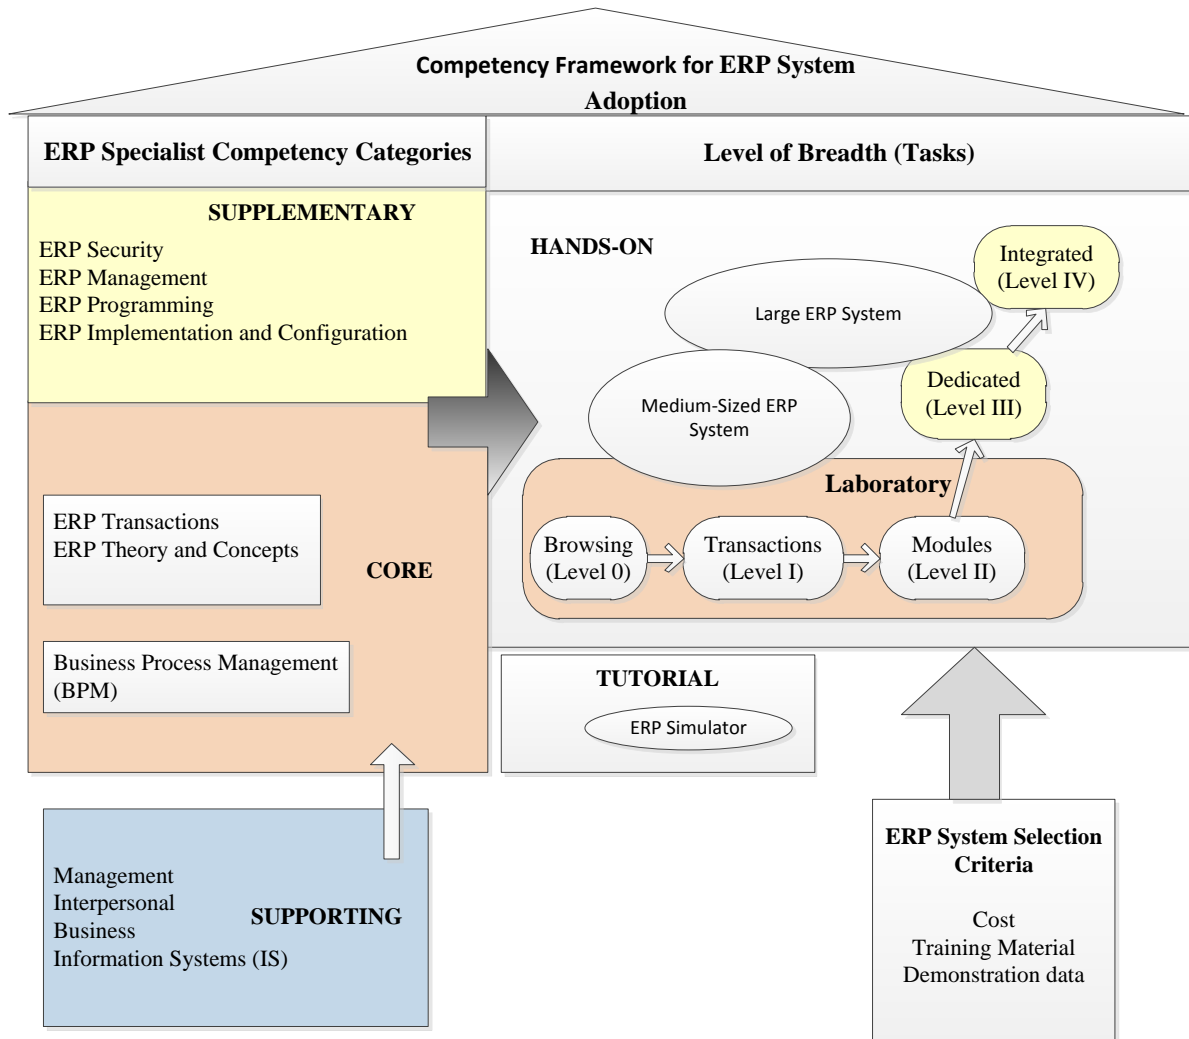 Competency Framework for ERP System
Adoption
ERP Specialist Competency Categories
Level of Breadth (Tasks)
SUPPLEMENTARY
ERP Security
ERP Management
ERP Programming
ERP Implementation and Configuration
HANDS-ON
Integrated
(Level IV)
Large ERP System
Dedicated
(Level III)
Medium-Sized ERP
System
Laboratory
Browsing
(Level 0)
Transactions
(Level I)
Modules
(Level II)
ERP Transactions
ERP Theory and Concepts
CORE
Business Process Management
(BPM)
TUTORIAL
ERP Simulator
Management
Interpersonal
Business
Information Systems (IS)
SUPPORTING
ERP System Selection
Criteria
Cost
Training Material
Demonstration data